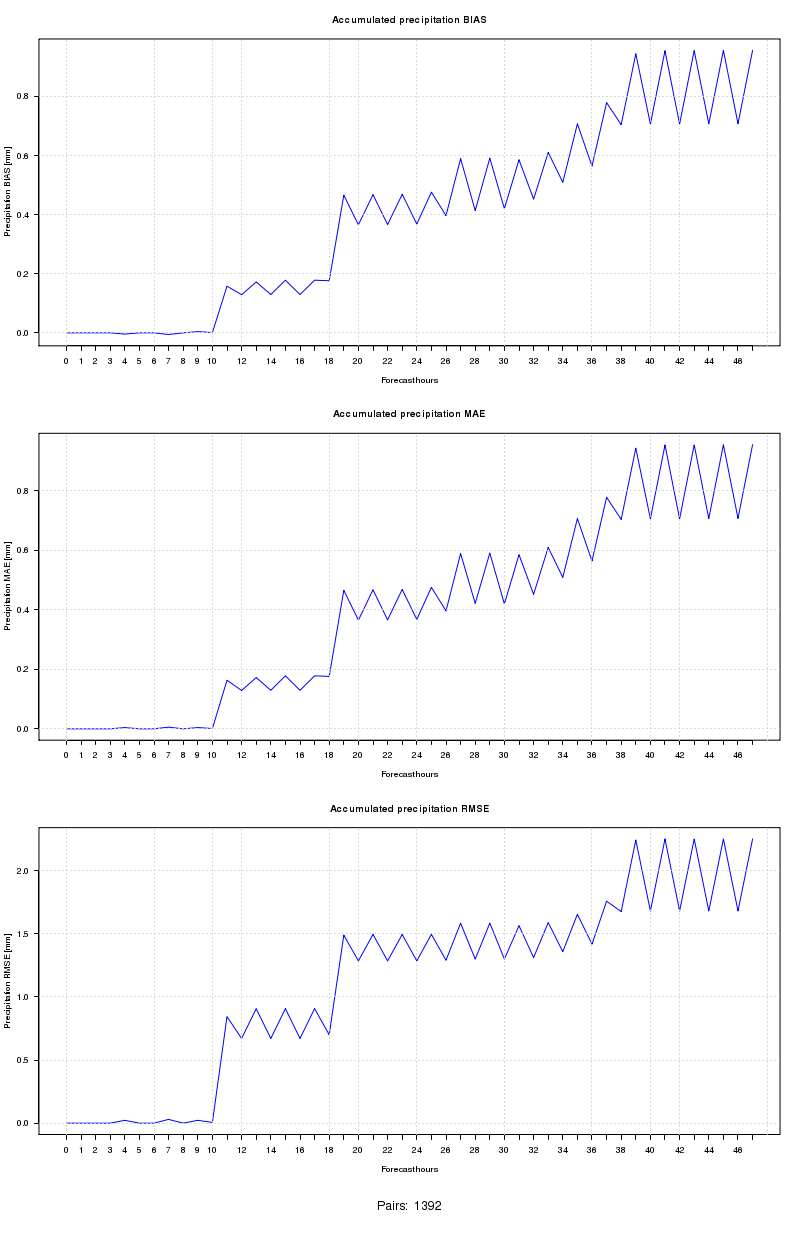 Accumulated precipitation BIAS
Precipitation BIAS [mm]
0.8
0.6
0.4
0.2
0.0
0 1 2 3 4 5 6 7 8 9 10 12 14 16 18 20 22 24 26 28 30 32 34 36 38 40 42 44 46
Forecasthours
Accumulated precipitation MAE
Precipitation MAE [mm]
0.8
0.6
0.4
0.2
0.0
0 1 2 3 4 5 6 7 8 9 10 12 14 16 18 20 22 24 26 28 30 32 34 36 38 40 42 44 46
Forecasthours
Accumulated precipitation RMSE
Precipitation RMSE [mm]
2.0
1.5
1.0
0.5
0.0
0 1 2 3 4 5 6 7 8 9 10 12 14 16 18 20 22 24 26 28 30 32 34 36 38 40 42 44 46
Forecasthours
Pairs: 1392